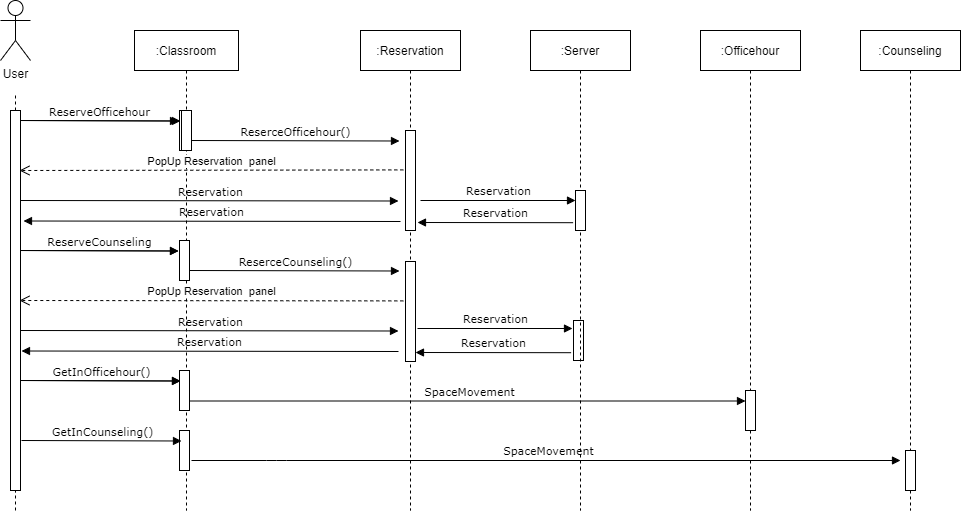 User
:Classroom
:Reservation
:Server
:Officehour
:Counseling
ReserveOfficehour
ReserceOfficehour()
PopUp Reservation panel
Reservation
Reservation
Reservation
Reservation
ReserveCounseling
ReserceCounseling()
PopUp Reservation panel
Reservation
Reservation
Reservation
Reservation
GetInOfficehour()
SpaceMovement
GetInCounseling()
SpaceMovement